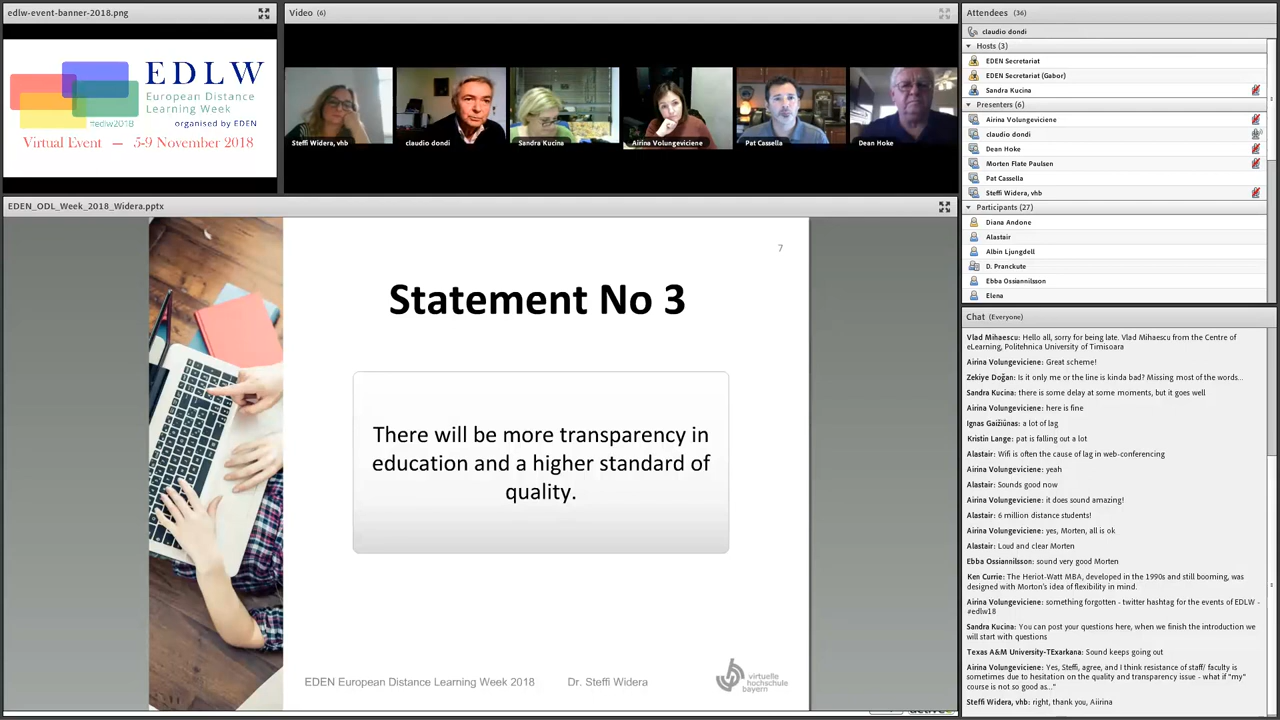 edlw-event-banner-2018.png
EDLW
European Distance
Learning Week
#edlw2018
organised by EDEN
Virtual Event — 5-9 November 2018
Video (6)
Steffi Widera, vhb
claudio dondi
Sandra Kucina
Airina Volungeviciene
Pat Cassella
Dean Hoke
EDEN_ODL_Week_2018_Widera.pptx
7
Statement No 3
There will be more transparency in
education and a higher standard of
quality.
EDEN European Distance Learning Week 2018
Dr. Steffi Widera
virtuelle
hochschule
bayern
Attendees (36)
claudio dondi
Hosts (3)
EDEN Secretariat
EDEN Secretariat (Gabor)
Sandra Kucina
Presenters (6)
Airina Volungeviciene
claudio dondi
Dean Hoke
Morten Flate Paulsen
Pat Cassella
Steffi Widera, vhb
Participants (27)
Diana Andone
Alastair
Albin Ljungdell
D. Pranckute
Ebba Ossiannilsson
Elena
Chat (Everyone)
Vlad Mihaescu: Hello all, sorry for being late. Vlad Mihaescu from the Centre of
eLearning, Politehnica University of Timisoara
Airina Volungeviciene: Great scheme!
Zekiye Doğan: Is it only me or the line is kinda bad? Missing most of the words...
Sandra Kucina: there is some delay at some moments, but it goes well
Airina Volungeviciene: here is fine
Ignas Gaižiūnas: a lot of lag
Kristin Lange: pat is falling out a lot
Alastair: Wifi is often the cause of lag in web-conferencing
Airina Volungeviciene: yeah
Alastair: Sounds good now
Airina Volungeviciene: it does sound amazing!
Alastair: 6 million distance students!
Airina Volungeviciene: yes, Morten, all is ok
Alastair: Loud and clear Morten
Ebba Ossiannilsson: sound very good Morten
Ken Currie: The Heriot-Watt MBA, developed in the 1990s and still booming, was
designed with Morton's idea of flexibility in mind.
Airina Volungeviciene: something forgotten - twitter hashtag for the events of EDLW -
#edlw18
Sandra Kucina: You can post your questions here, when we finish the introduction we
will start with questions
Texas A&M University-TExarkana: Sound keeps going out
Airina Volungeviciene: Yes, Steffi, agree, and I think resistance of staff/ faculty is
sometimes due to hesitation on the quality and transparency issue - what if "my"
course is not so good as..."
Steffi Widera, vhb: right, thank you, Aiirina